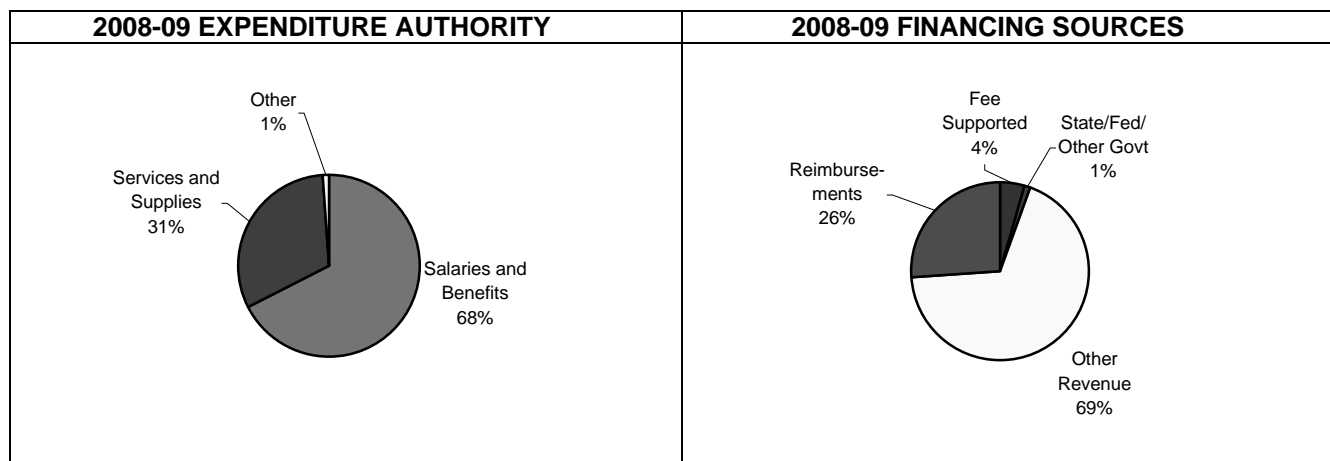 2008-09 EXPENDITURE AUTHORITY
Other
1%
Services and
Supplies
31%
Salaries and
Benefits
68%
2008-09 FINANCING SOURCES
Fee
Supported
4%
State/Fed/
Other Govt
1%
Reimburse-
ments
26%
Other
Revenue
69%